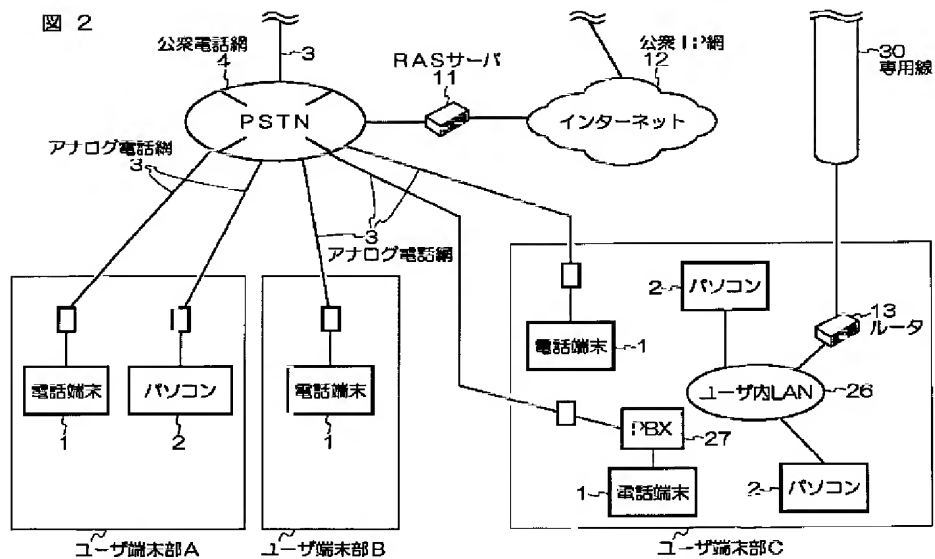 図 2
公衆電話網
4
3
RASサーバ
11
公衆IP網
12
30
専用線
PSTN
インターネット
アナログ電話網
3
3
3
アナログ電話網
2
パソコン
13
ルータ
電話端末
パソコン
電話端末
電話端末
1
ユーザ内LAN
26
1
2
1
PBX
27
1
電話端末
2
パソコン
ユーザ端末部A
ユーザ端末部B
ユーザ端末部C